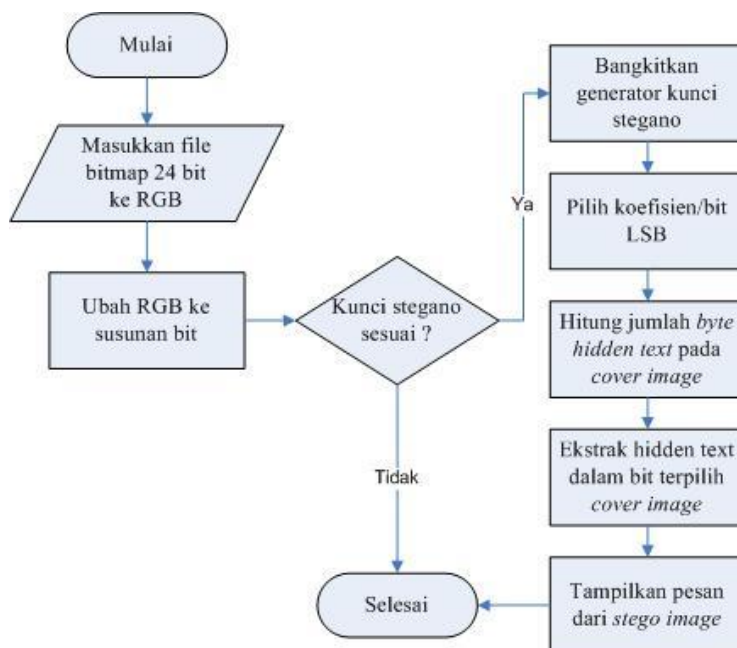 Mulai
Masukkan file
bitmap 24 bit
ke RGB
Ubah RGB ke
susunan bit
Kunci stegano
sesuai ?
Ya
Tidak
Bangkitkan
generator kunci
stegano
Pilih koefisien/bit
LSB
Hitung jumlah byte
hidden text pada
cover image
Ekstrak hidden text
dalam bit terpilih
cover image
Tampilkan pesan
dari stego image
Selesai